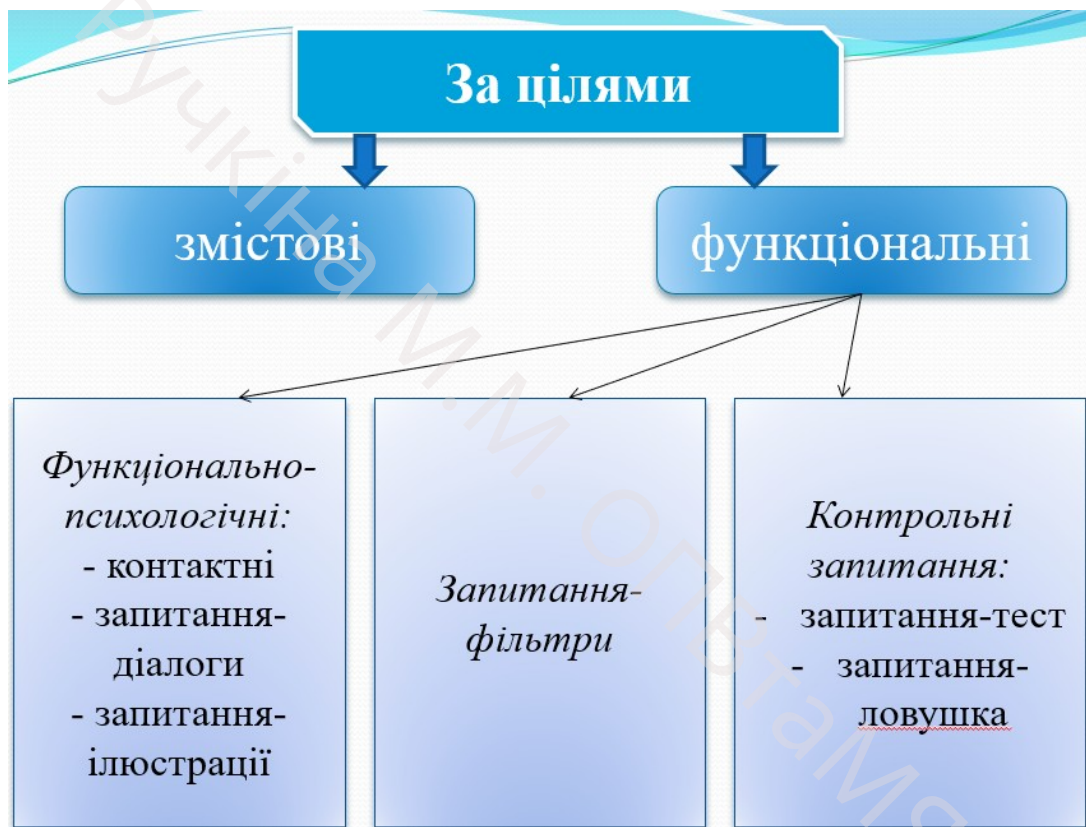 За цілями
змістові
функціональні
Функціонально-
психологічні:
- контактні
- запитання-
діалоги
- запитання-
ілюстрації
Запитання-
фільтри
Контрольні
запитання:
- запитання-тест
- запитання-
ловушка
Ручкіна М.М. ОПВтаМЯ